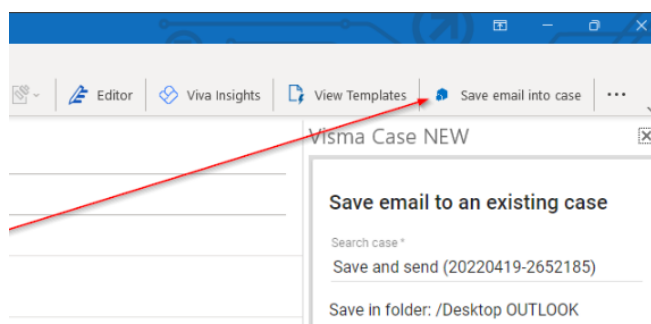 Editor Viva Insights View Templates Save email into case
Visma Case NEW
Save email to an existing case
Search case*
Save and send (20220419-2652185)
Save in folder: /Desktop OUTLOOK